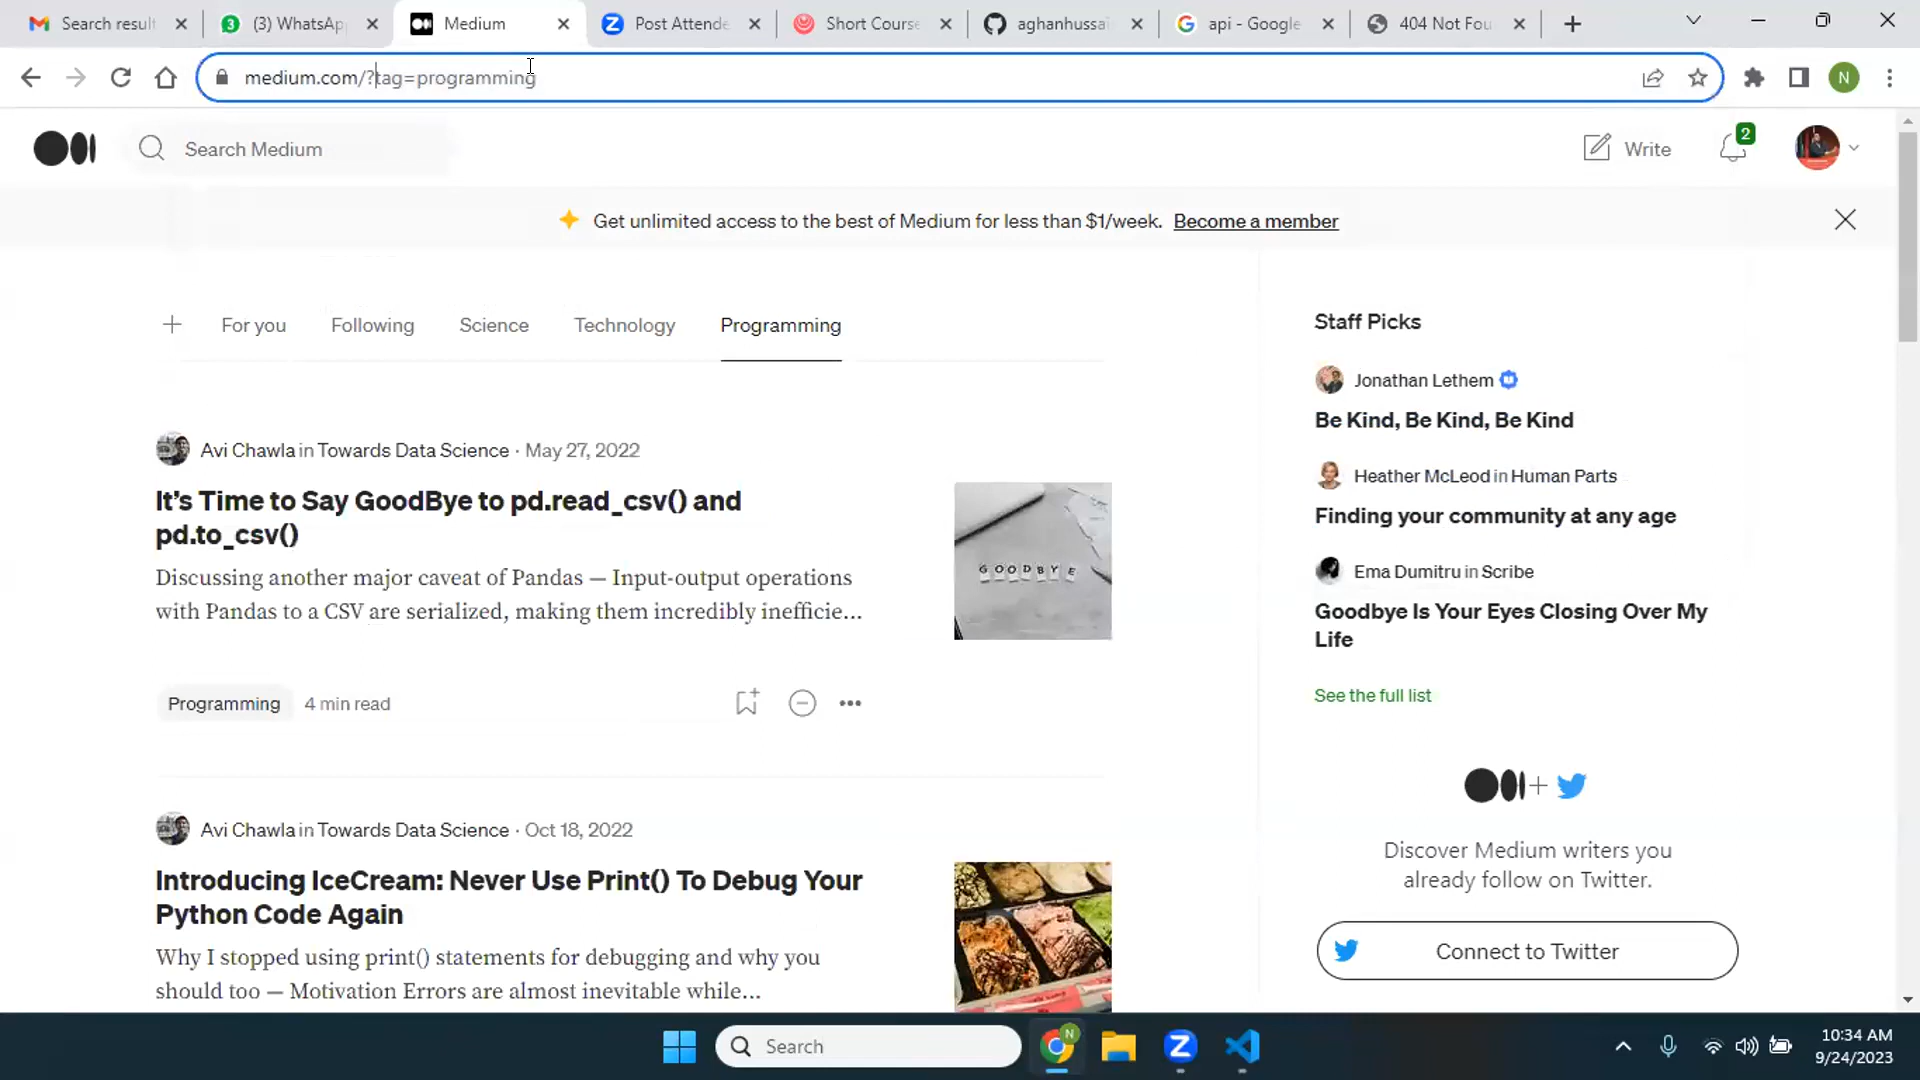 Search result
(3) WhatsAp
Medium
Post Attende
Short Course
aghanhussai
api - Google
404 Not Fou
medium.com/?tag=programming
N
Search Medium
Write
2
Get unlimited access to the best of Medium for less than $1/week. Become a member
For you
Following
Science
Technology
Programming
Avi Chawla in Towards Data Science · May 27, 2022
It's Time to Say GoodBye to pd.read_csv() and
pd.to_csv()
Discussing another major caveat of Pandas — Input-output operations
with Pandas to a CSV are serialized, making them incredibly inefficie...
GOODBYE
Programming
4 min read
Avi Chawla in Towards Data Science · Oct 18, 2022
Introducing IceCream: Never Use Print() To Debug Your
Python Code Again
Why I stopped using print() statements for debugging and why you
should too — Motivation Errors are almost inevitable while...
Staff Picks
Jonathan Lethem
Be Kind, Be Kind, Be Kind
Heather McLeod in Human Parts
Finding your community at any age
Ema Dumitru in Scribe
Goodbye Is Your Eyes Closing Over My
Life
See the full list
Discover Medium writers you
already follow on Twitter.
Connect to Twitter
Search
N
10:34 AM
9/24/2023